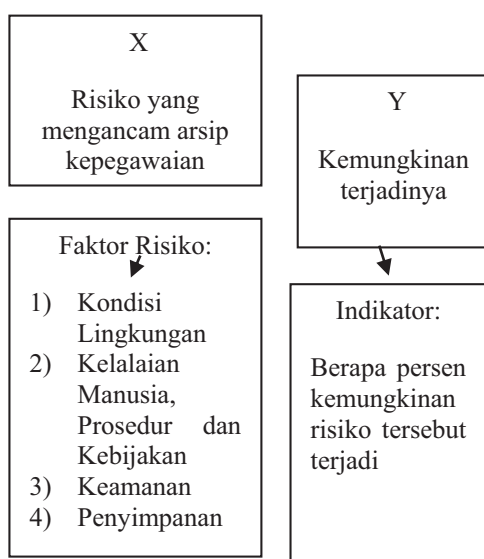 X
Risiko yang
mengancam arsip
kepegawaian
Y
Kemungkinan
terjadinya
Faktor Risiko:
1) Kondisi
Lingkungan
2) Kelalaian
Manusia,
Prosedur dan
Kebijakan
3) Keamanan
4) Penyimpanan
Indikator:
Berapa persen
kemungkinan
risiko tersebut
terjadi